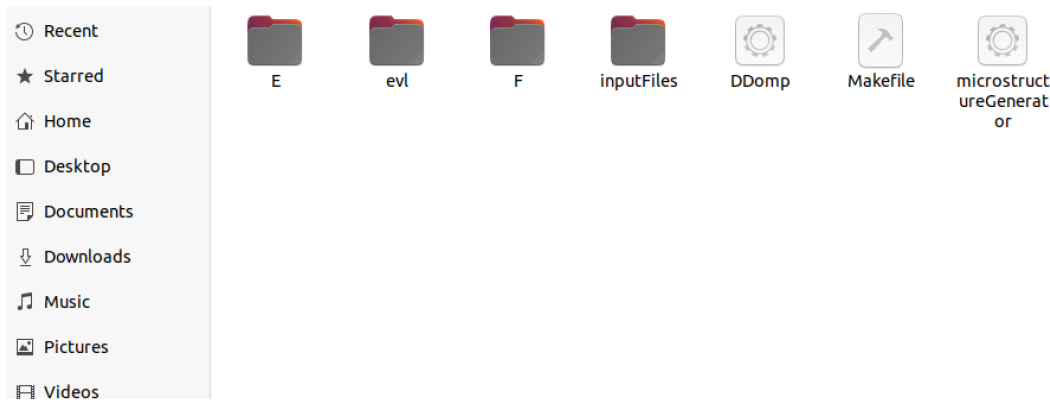 Recent
Starred
Home
Desktop
Documents
Downloads
Music
Pictures
Videos
E
evl
F
inputFiles
DDomp
Makefile
microstruct
ureGenerat
or